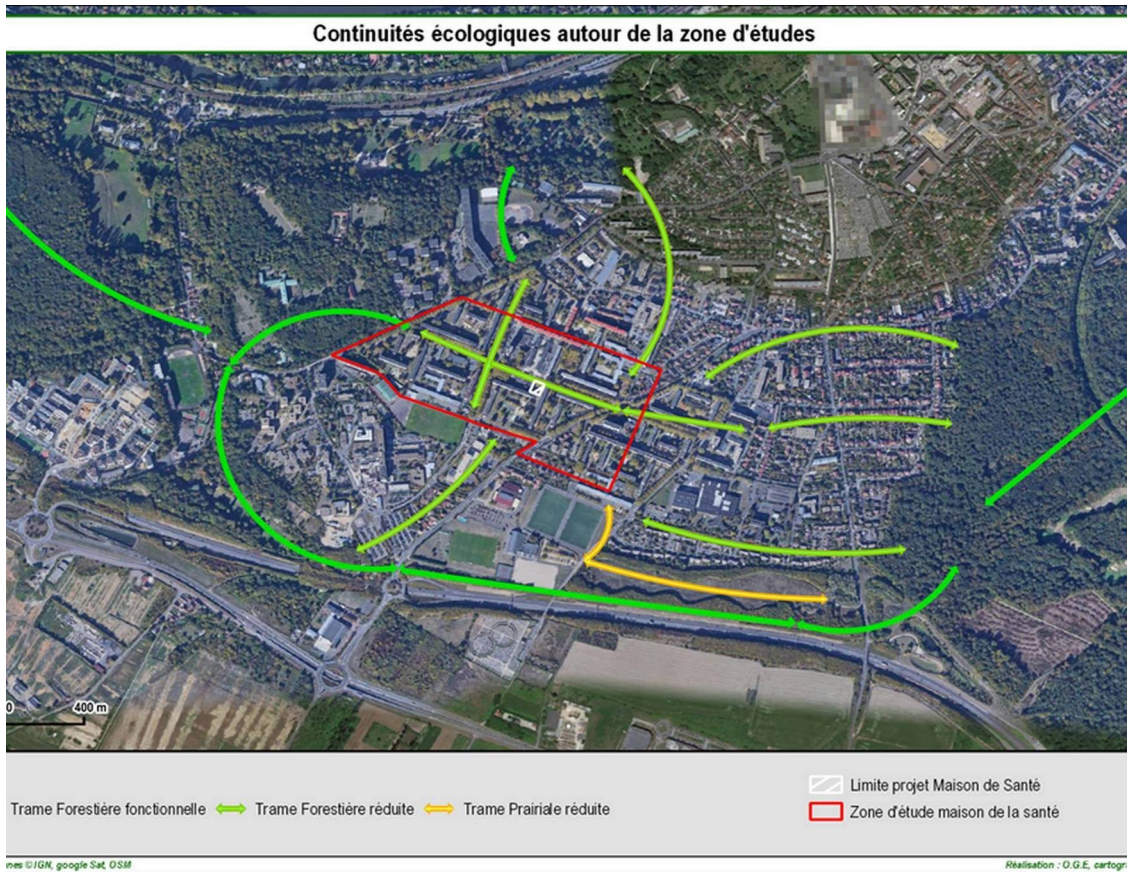 Continuités écologiques autour de la zone d'études
0 400 m
Trame Forestière fonctionnelle Trame Forestière réduite Trame Prairiale réduite
Limite projet Maison de Santé
Zone d'étude maison de la santé
nes ©IGN, google Sat, OSM
Réalisation : O.G.E, cartogr